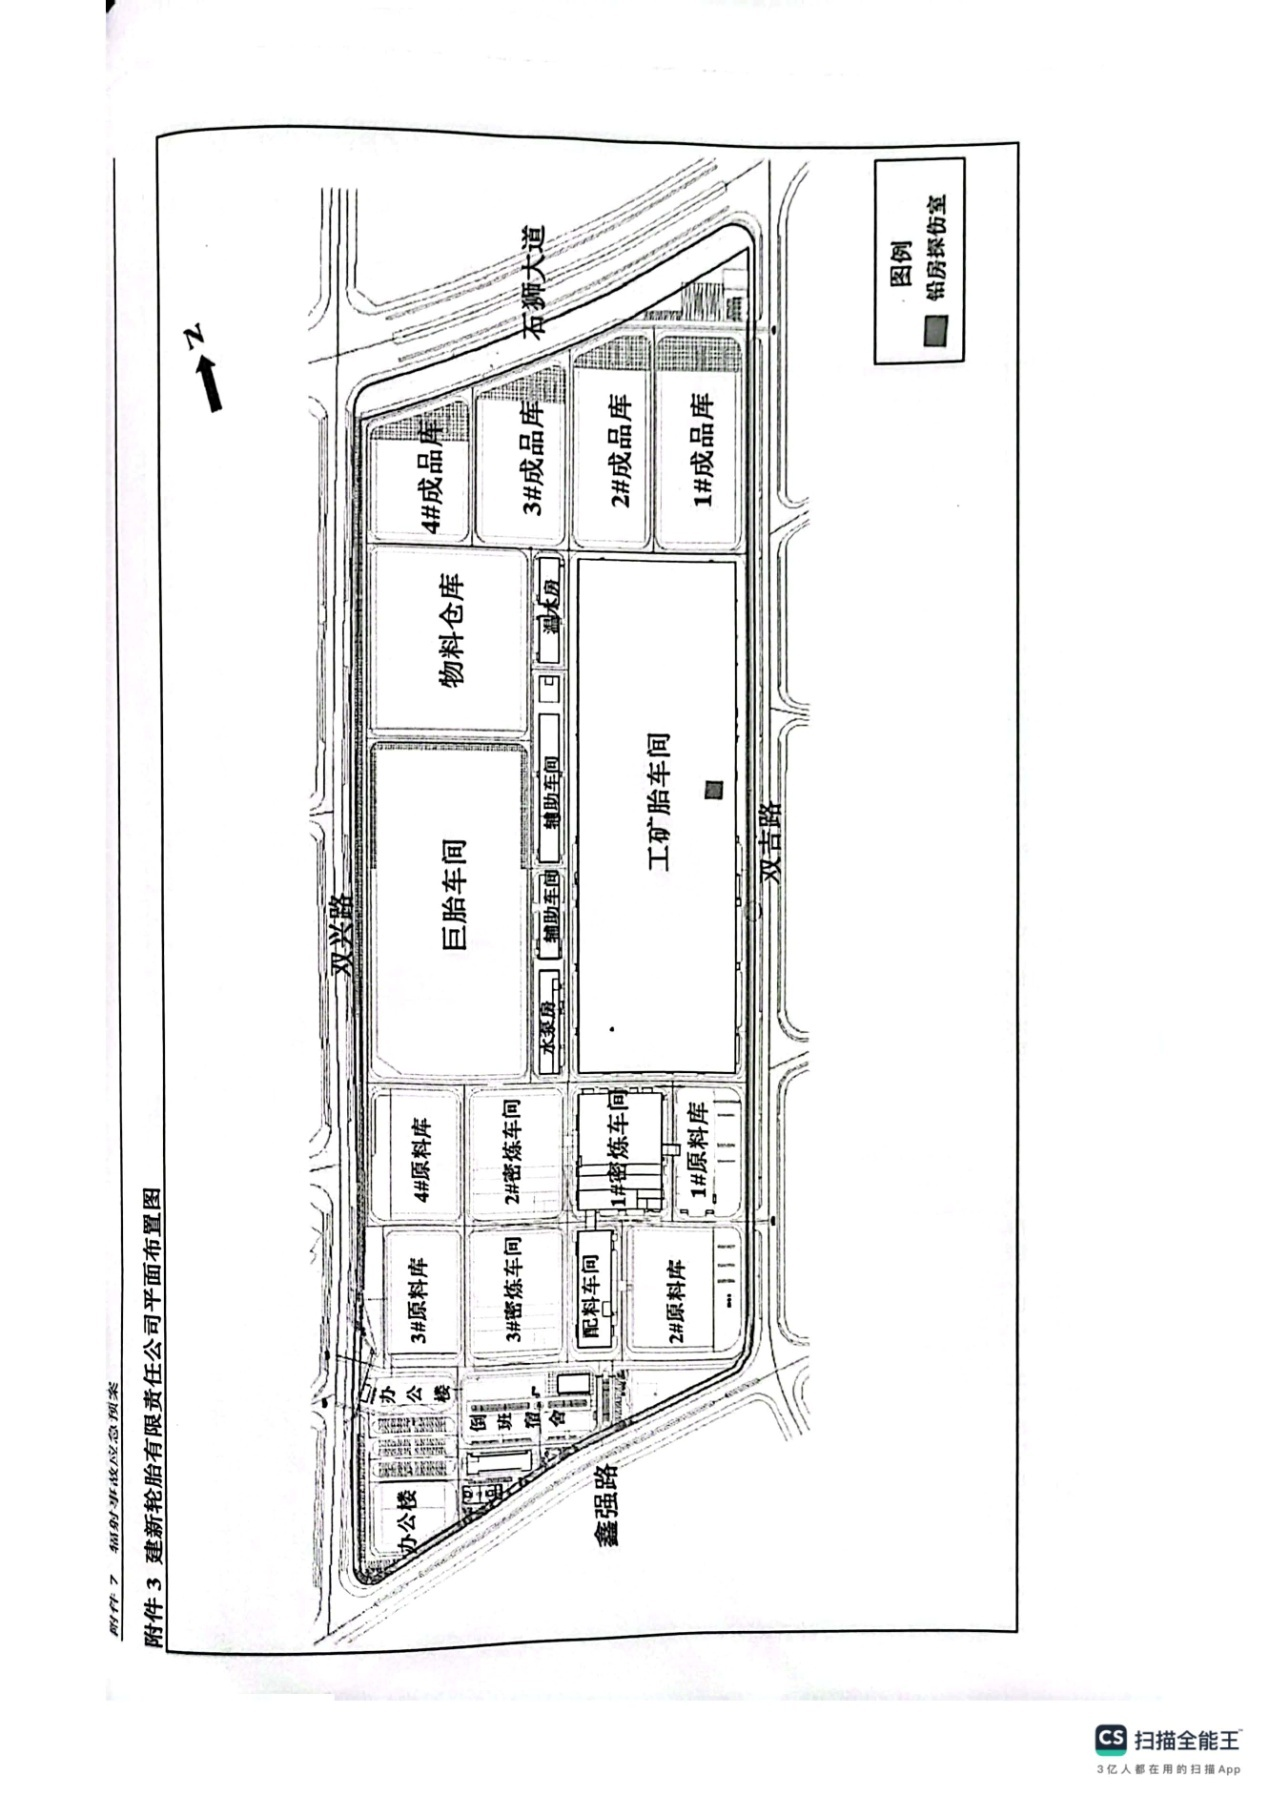 附件 7 辐射事故应急预案
附件 3 建新轮胎有限责任公司平面布置图
N
图例
铅房探伤室
石狮大道
双兴路
双吉路
鑫强路
4#成品库
3#成品库
2#成品库
1#成品库
物料仓库
温水房
巨胎车间
辅助车间
辅助车间
水泵房
工矿胎车间
4#原料库
2#密炼车间
1#密炼车间
1#原料库
3#原料库
3#密炼车间
配料车间
2#原料库
办公楼
倒班宿舍
办公楼
CS 扫描全能王
3亿人都在用的扫描App